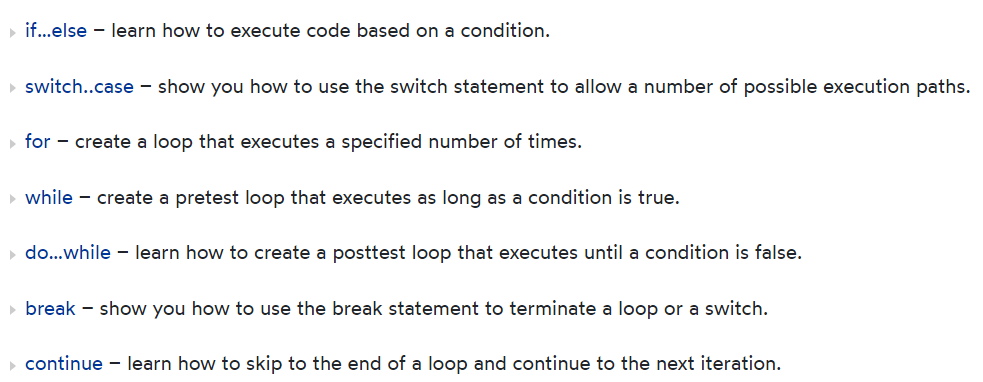 if...else – learn how to execute code based on a condition.
switch..case – show you how to use the switch statement to allow a number of possible execution paths.
for – create a loop that executes a specified number of times.
while – create a pretest loop that executes as long as a condition is true.
do...while – learn how to create a posttest loop that executes until a condition is false.
break – show you how to use the break statement to terminate a loop or a switch.
continue – learn how to skip to the end of a loop and continue to the next iteration.